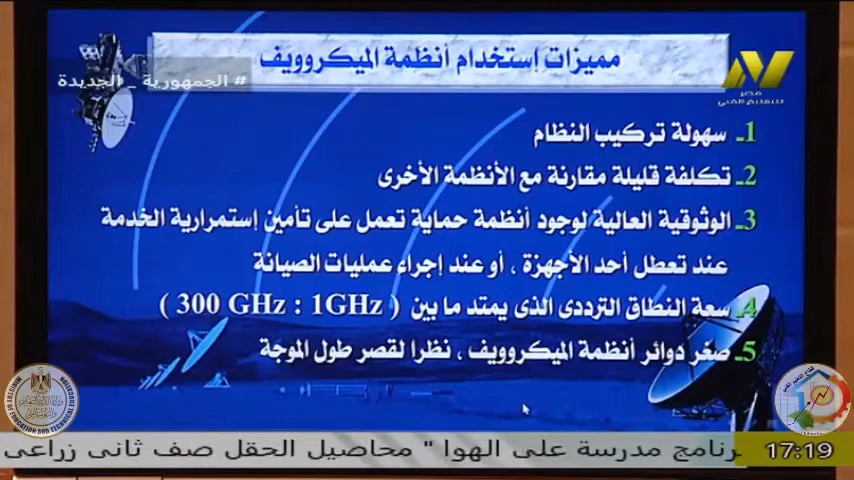 مميزات إستخدام أنظمة الميكروويف
# الجمهورية _ الجديدة
مصر
للتعليم الفني
1ـ سهولة تركيب النظام
2ـ تكلفة قليلة مقارنة مع الأنظمة الأخرى
3ـ الوثوقية العالية لوجود أنظمة حماية تعمل على تأمين إستمرارية الخدمة
عند تعطل أحد الأجهزة ، أو عند إجراء عمليات الصيانة
4ـ سعة النطاق الترددى الذى يمتد ما بين ( 300 GHz : 1GHz )
5ـ صغر دوائر أنظمة الميكروويف ، نظرا لقصر طول الموجة
رنامج مدرسة على الهوا " محاصيل الحقل صف ثانى زراعى
17:19